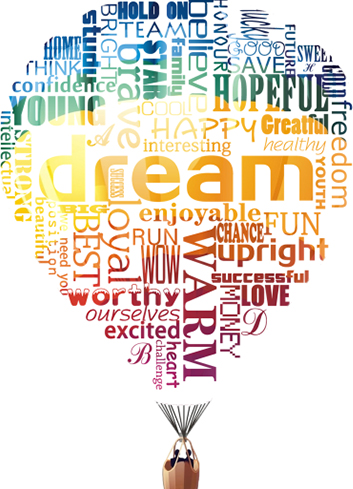 HOLD ON
TEAM
believe
HONOUR
lucky
GOOD
SAVE
FUTURE
SWEET
HOME
THINK
study
BRIGHT
brave
STAR
family
COOL
confidence
YOUNG
HOPEFUL
freedom
intellectual
STRONG
A
HAPPY
Greatful
interesting
healthy
dream
SUCCESS
YOUTH
beautiful
position
BIG
we need you
BEST
loyal
enjoyable
RUN
WOW
WARM
CHANCE
FUN
upright
successful
worthy
MONEY
LOVE
ourselves
excited
D
B
heart
challenge